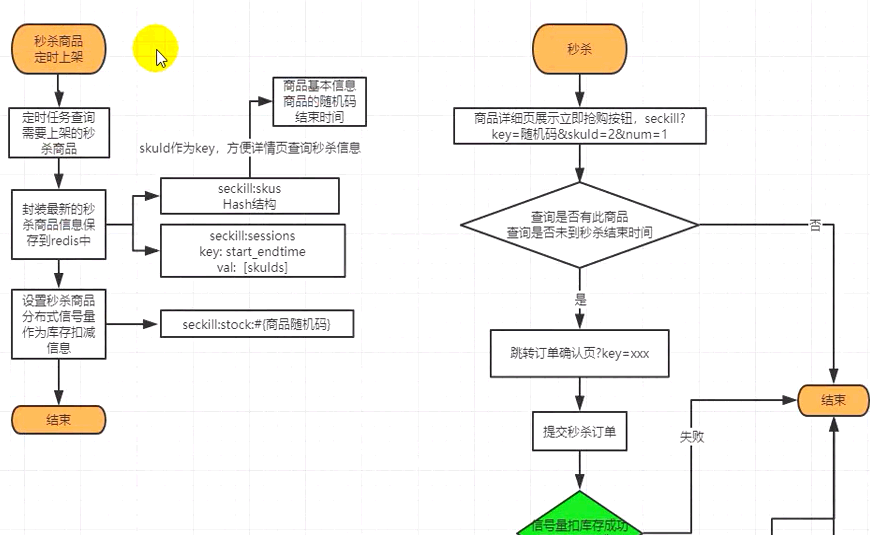 秒杀商品
定时上架
定时任务查询
需要上架的秒
杀商品
商品基本信息
商品的随机码
结束时间
skuId作为key，方便详情页查询秒杀信息
封装最新的秒
杀商品信息保
存到redis中
seckill:skus
Hash结构
seckill:sessions
key: start_endtime
val:  [skuIds]
设置秒杀商品
分布式信号量
作为库存扣减
信息
seckill:stock:#{商品随机码}
结束
秒杀
商品详细页展示立即抢购按钮，seckill?
key=随机码&skuId=2&num=1
查询是否有此商品
查询是否未到秒杀结束时间
否
是
跳转订单确认页?key=xxx
结束
提交秒杀订单
失败
信号量扣库存成功